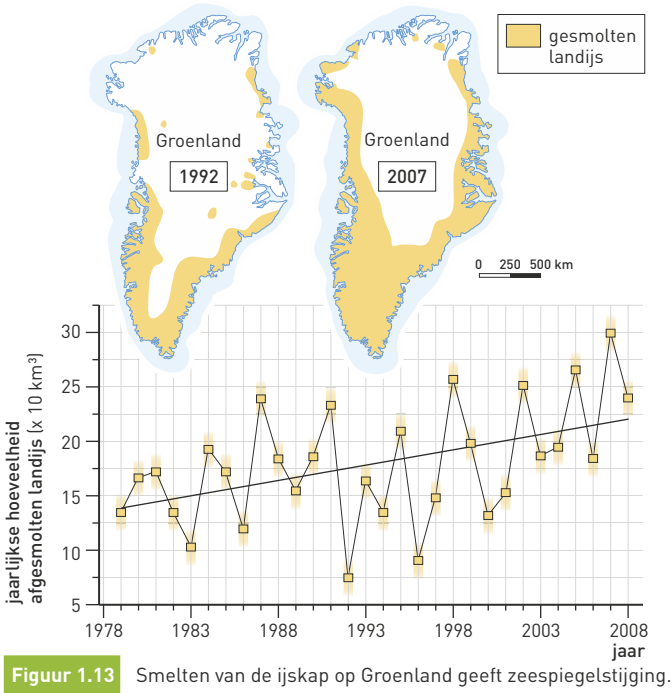 gesmolten
landijs
Groenland
1992
Groenland
2007
0 250 500 km
jaarlijkse hoeveelheid
afgesmolten landijs (x 10 km³)
30
25
20
15
10
5
1978 1983 1988 1993 1998 2003 2008
jaar
Figuur 1.13 Smelten van de ijskap op Groenland geeft zeespiegelstijging.